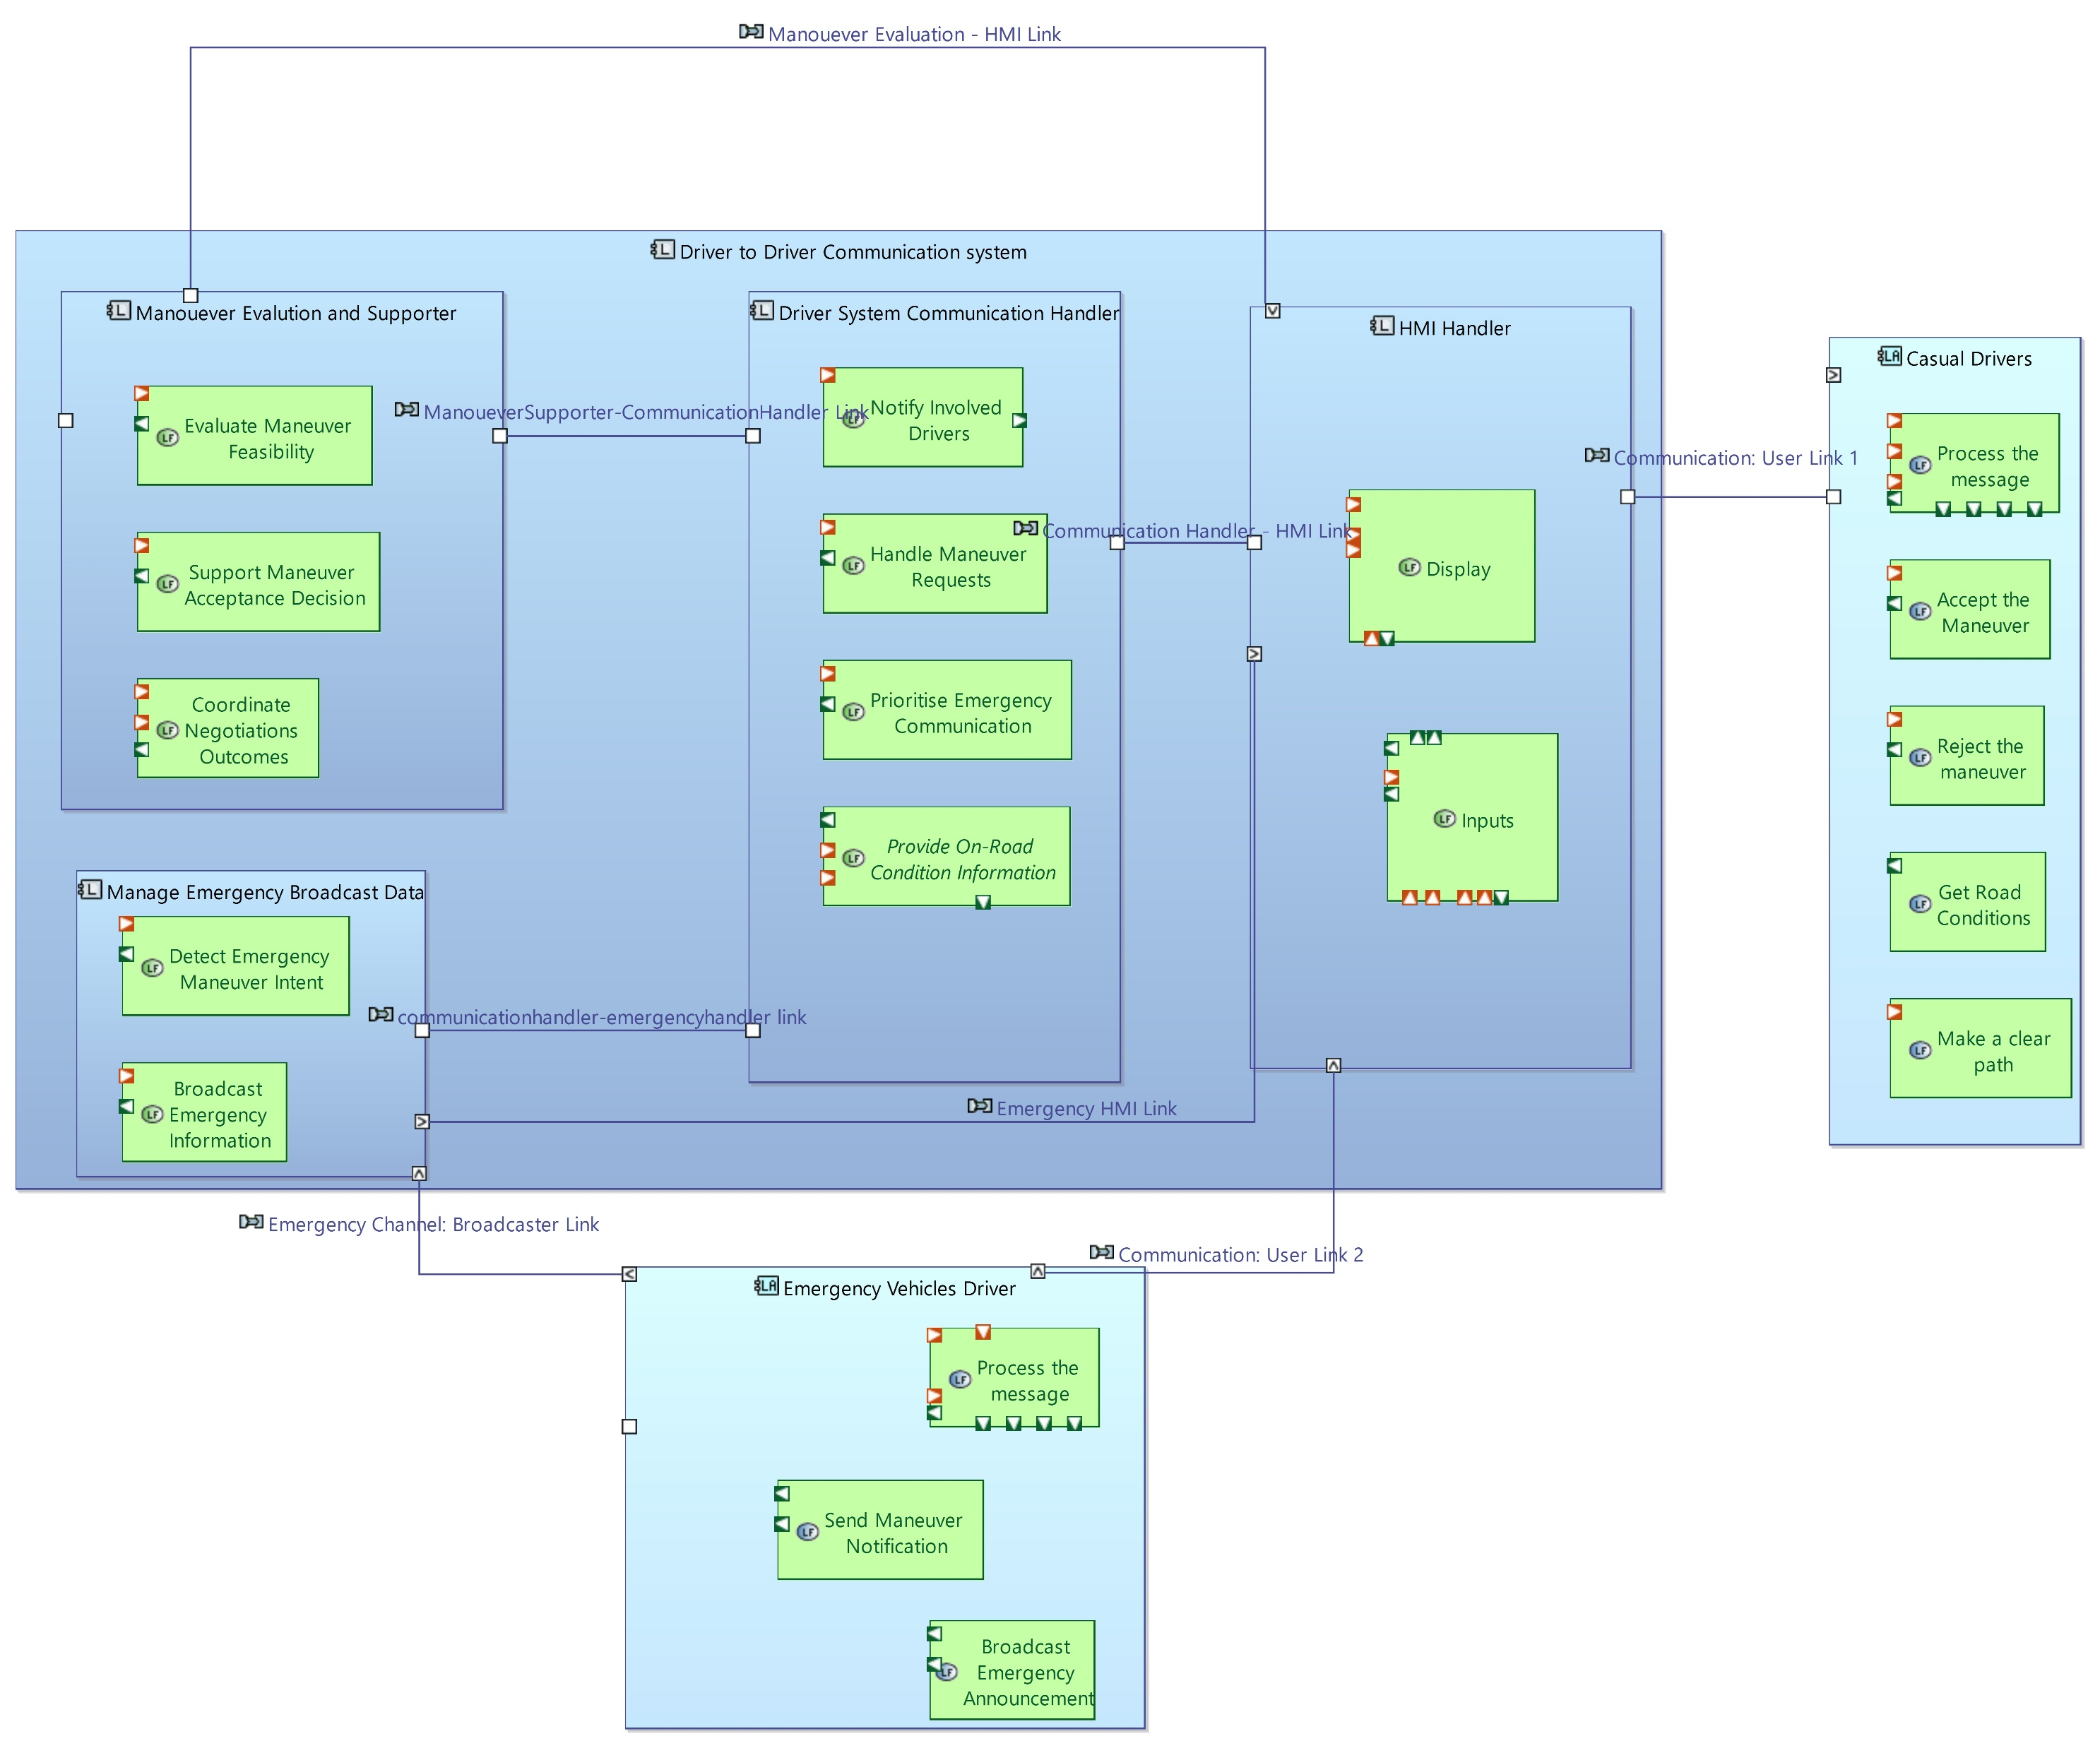 Manouever Evaluation - HMI Link
Driver to Driver Communication system
Manouever Evalution and Supporter
Evaluate Maneuver
Feasibility
Support Maneuver
Acceptance Decision
Coordinate
Negotiations
Outcomes
ManoueverSupporter-CommunicationHandler Link
Driver System Communication Handler
Notify Involved
Drivers
Handle Maneuver
Requests
Prioritise Emergency
Communication
Provide On-Road
Condition Information
Communication Handler - HMI Link
HMI Handler
Display
Inputs
Communication: User Link 1
Casual Drivers
Process the
message
Accept the
Maneuver
Reject the
maneuver
Get Road
Conditions
Make a clear
path
Manage Emergency Broadcast Data
Detect Emergency
Maneuver Intent
Broadcast
Emergency
Information
communicationhandler-emergencyhandler link
Emergency HMI Link
Emergency Channel: Broadcaster Link
Communication: User Link 2
Emergency Vehicles Driver
Process the
message
Send Maneuver
Notification
Broadcast
Emergency
Announcement